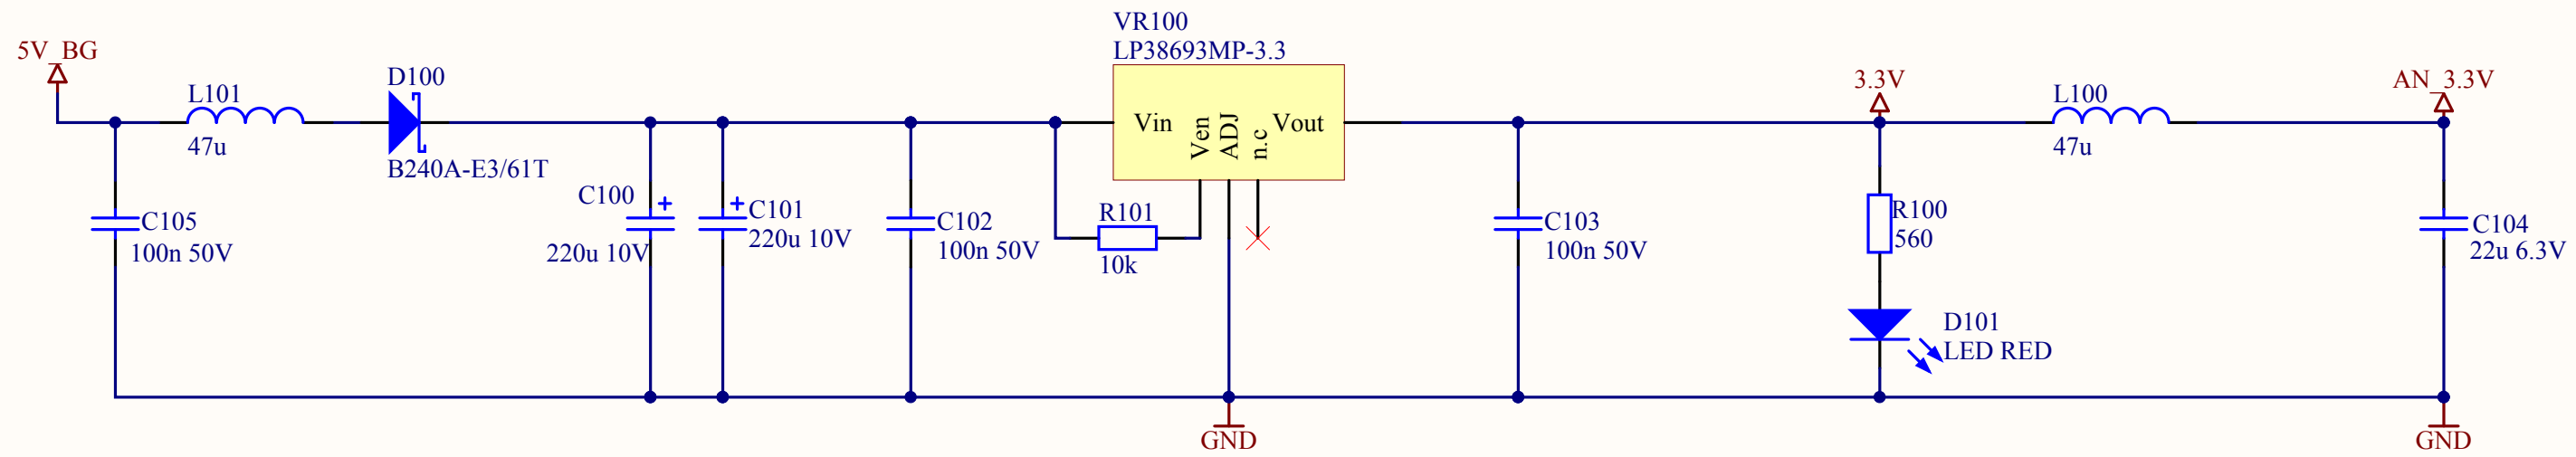 VR100
LP38693MP-3.3
5V_BG
D100
3.3V
AN_3.3V
L101
L100
Vin
Ven
ADJ
n.c
Vout
47u
47u
B240A-E3/61T
C100
C101
R101
R100
C105
C102
C103
C104
220u 10V
220u 10V
560
100n 50V
100n 50V
100n 50V
22u 6.3V
10k
D101
LED RED
GND
GND